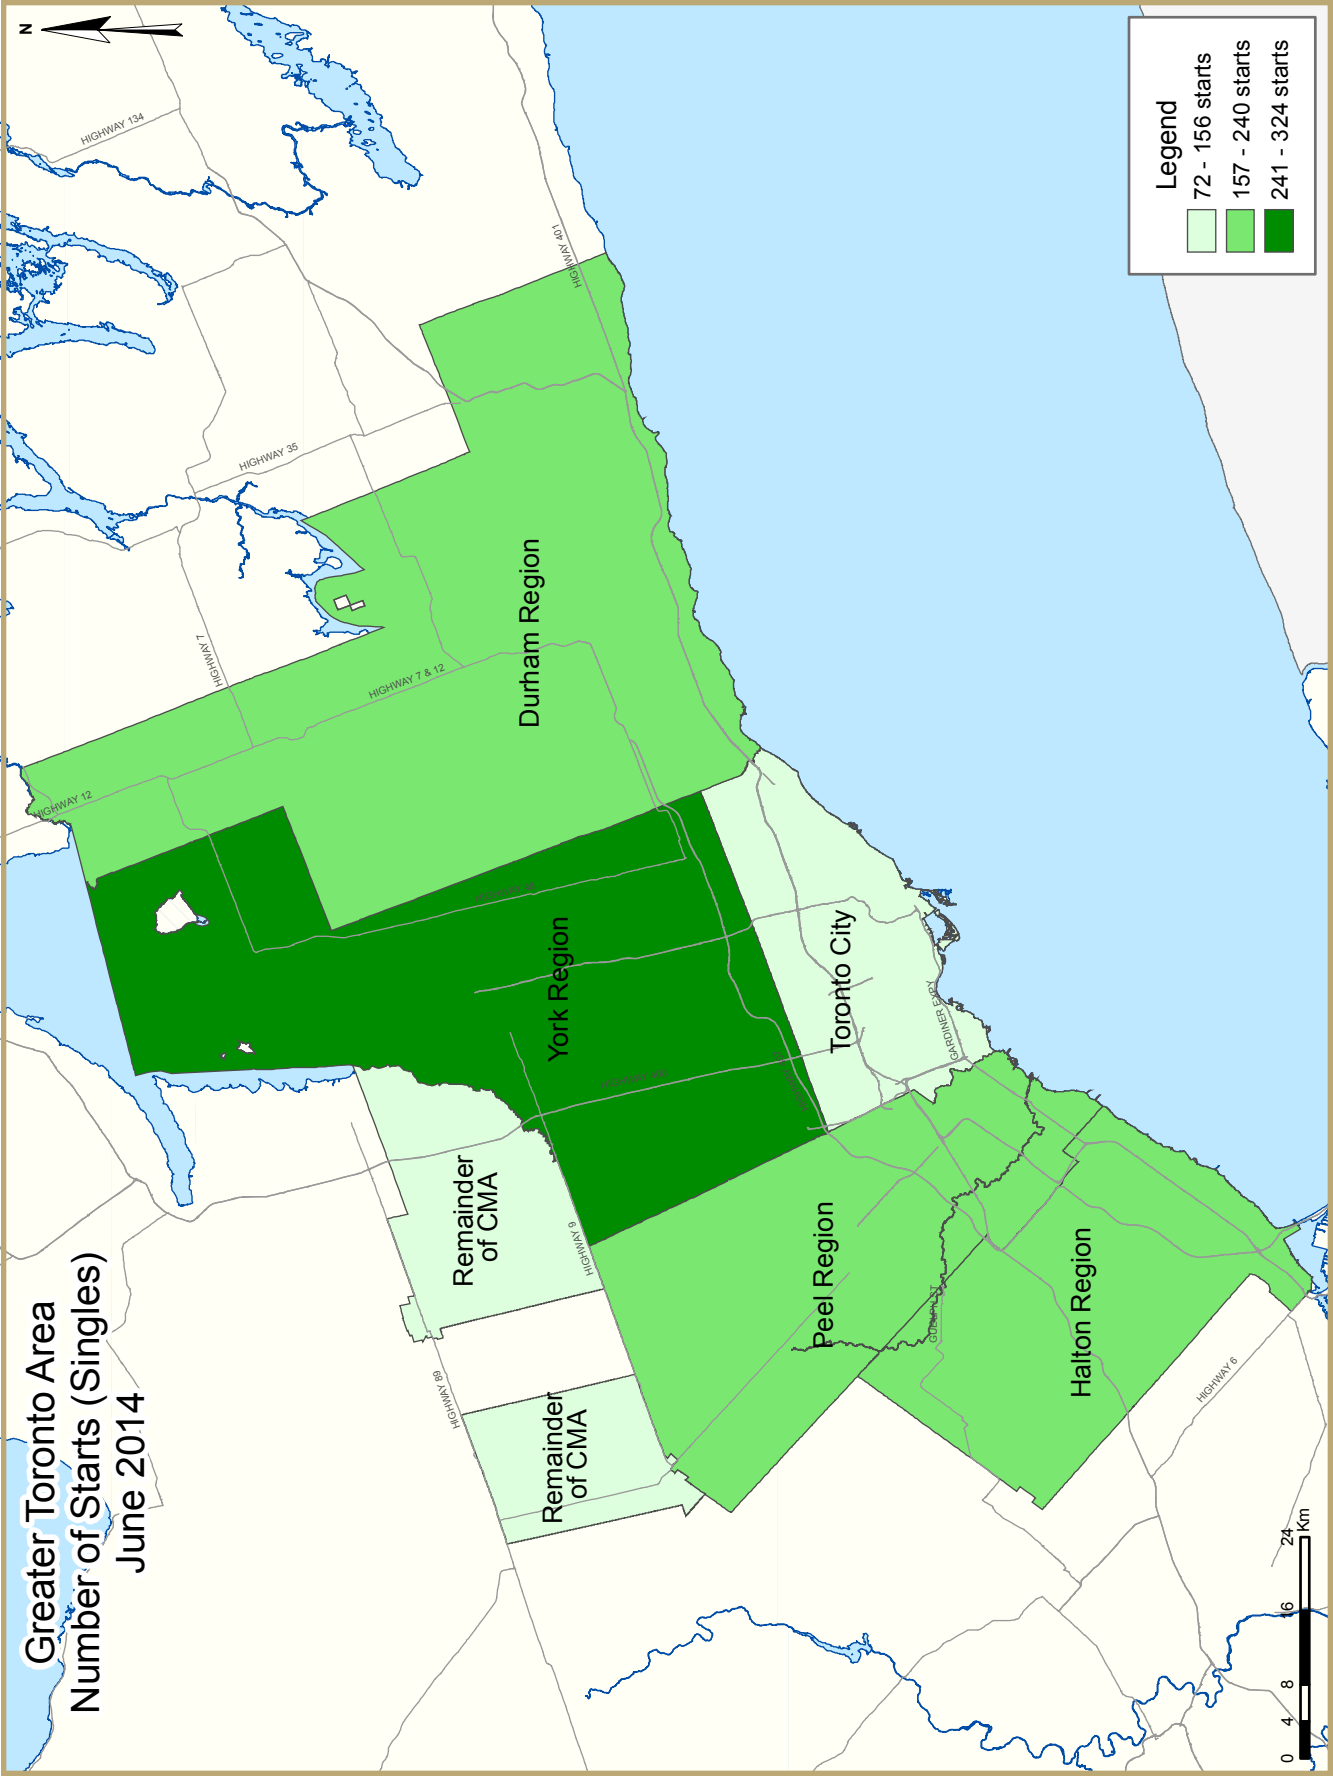 Greater Toronto Area
Number of Starts (Singles)
June 2014
N
HIGHWAY 134
HIGHWAY 401
HIGHWAY 35
HIGHWAY 7
HIGHWAY 7 & 12
HIGHWAY 12
Durham Region
York Region
Toronto City
GARDINER EXPY
Remainder
of CMA
HIGHWAY 9
HIGHWAY 89
Remainder
of CMA
Peel Region
Halton Region
HIGHWAY 6
Legend
72 - 156 starts
157 - 240 starts
241 - 324 starts
0 4 8 16 24
Km